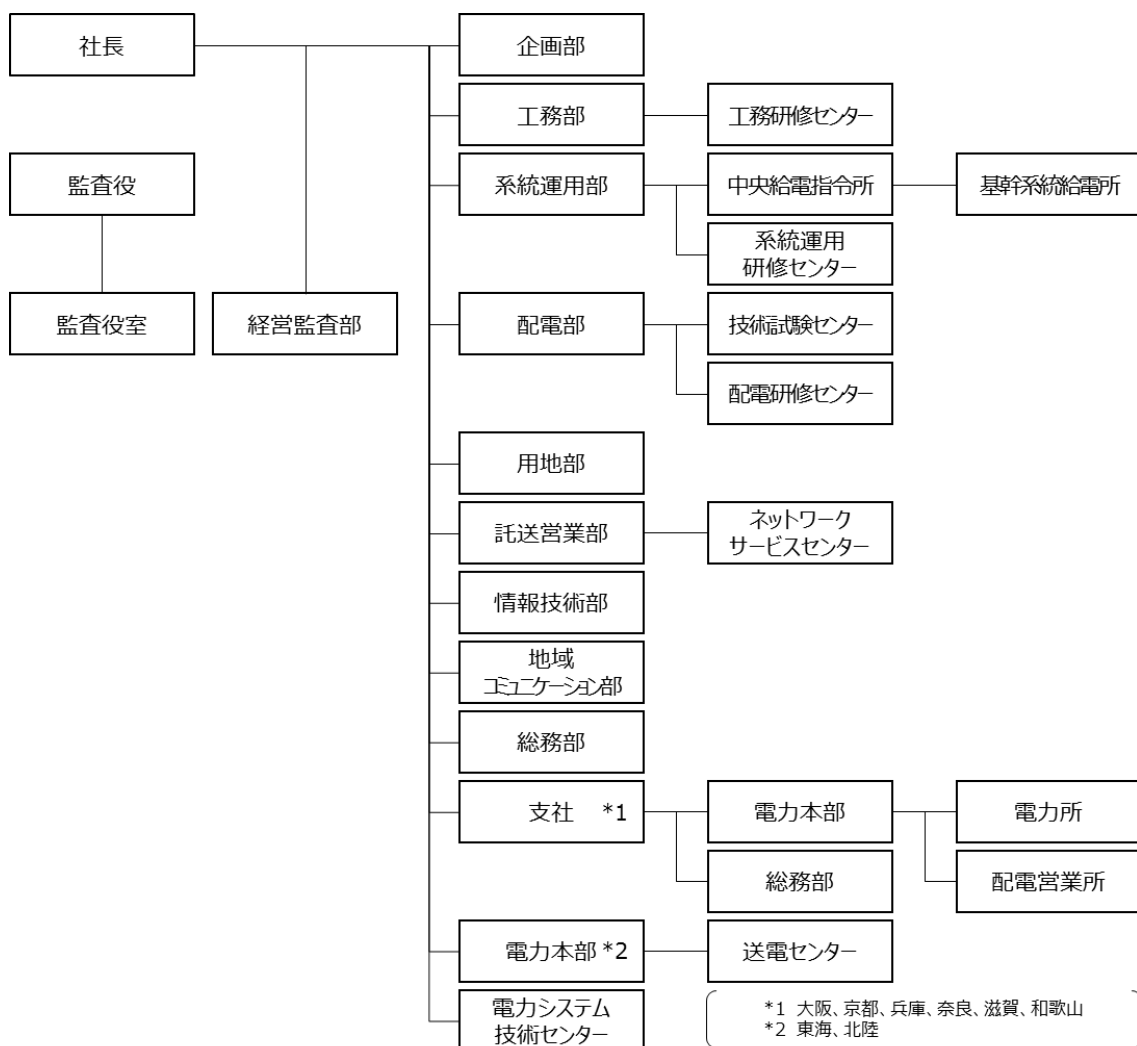 社長
企画部
工務部
工務研修センター
監査役
系統運用部
中央給電指令所
基幹系統給電所
系統運用
研修センター
監査役室
経営監査部
配電部
技術試験センター
配電研修センター
用地部
託送営業部
ネットワーク
サービスセンター
情報技術部
地域
コミュニケーション部
総務部
支社 *1
電力本部
電力所
総務部
配電営業所
電力本部 *2
送電センター
電力システム
技術センター
*1 大阪、京都、兵庫、奈良、滋賀、和歌山
*2 東海、北陸